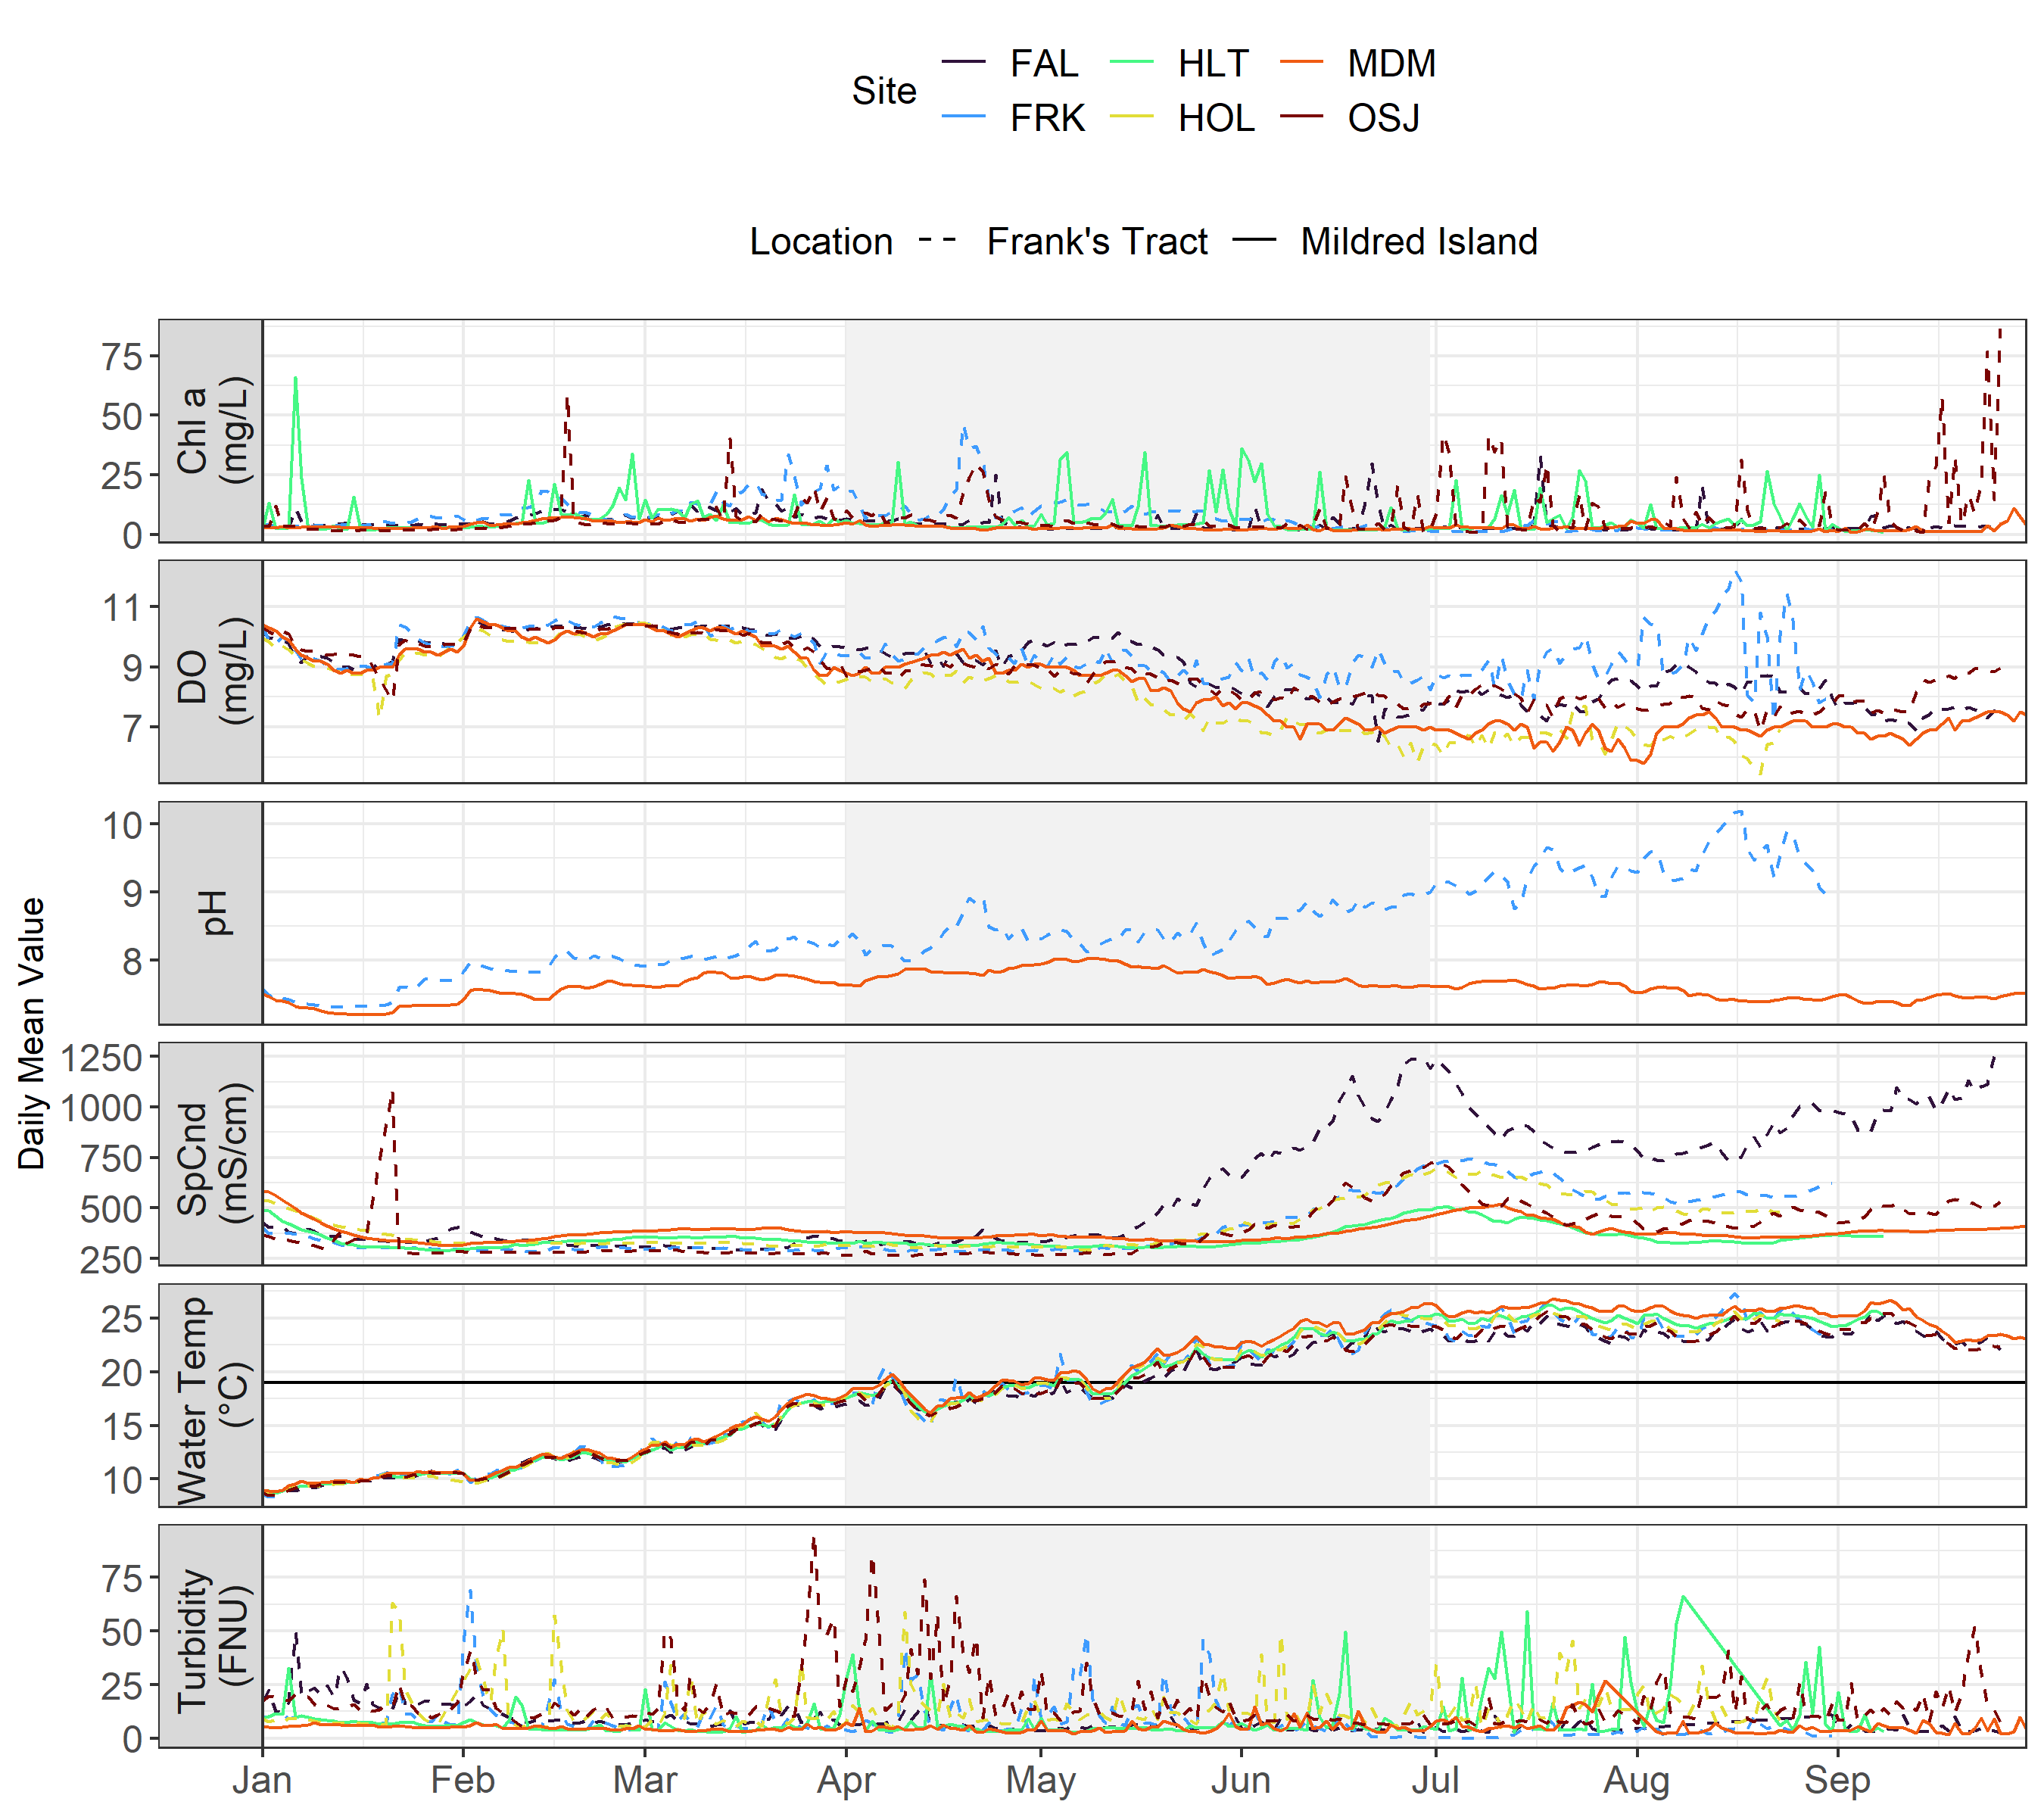 Site
FAL HLT MDM
FRK HOL OSJ
Location Frank's Tract Mildred Island
Daily Mean Value
Chl a
(mg/L)
75
50
25
0
DO
(mg/L)
11
9
7
pH
10
9
8
SpCnd
(mS/cm)
1250
1000
750
500
250
Water Temp
(°C)
25
20
15
10
Turbidity
(FNU)
75
50
25
0
Jan Feb Mar Apr May Jun Jul Aug Sep